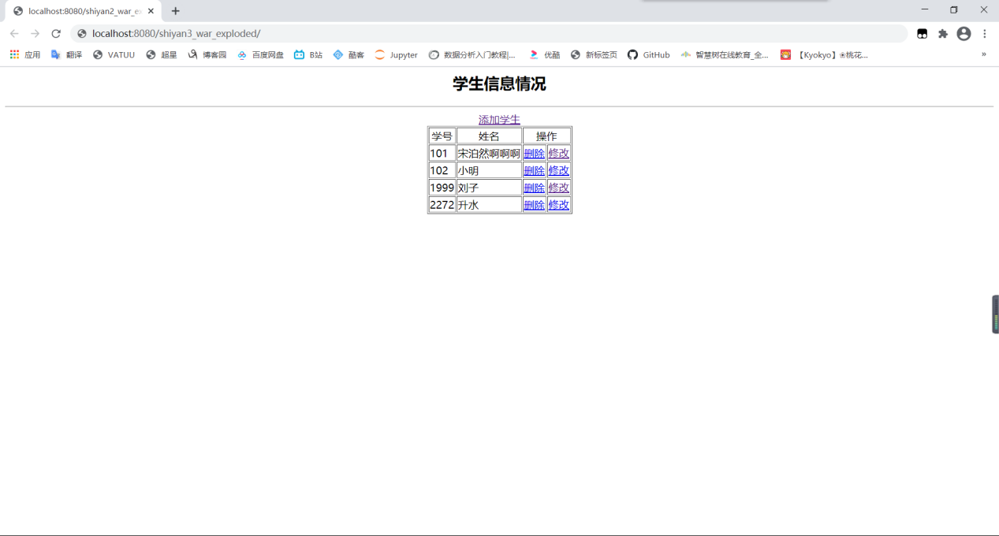 localhost:8080/shiyan2_war_ex
localhost:8080/shiyan3_war_exploded/
应用 翻译 VATUU 超星 博客园 百度网盘 B站 酷客 Jupyter 数据分析入门教程|... 优酷 新标签页 GitHub 智慧树在线教育_全... 【Kyokyo】❀桃花... »
学生信息情况
添加学生
学号 姓名 操作
101 宋泊然啊啊啊 删除 修改
102 小明 删除 修改
1999 刘子 删除 修改
2272 升水 删除 修改